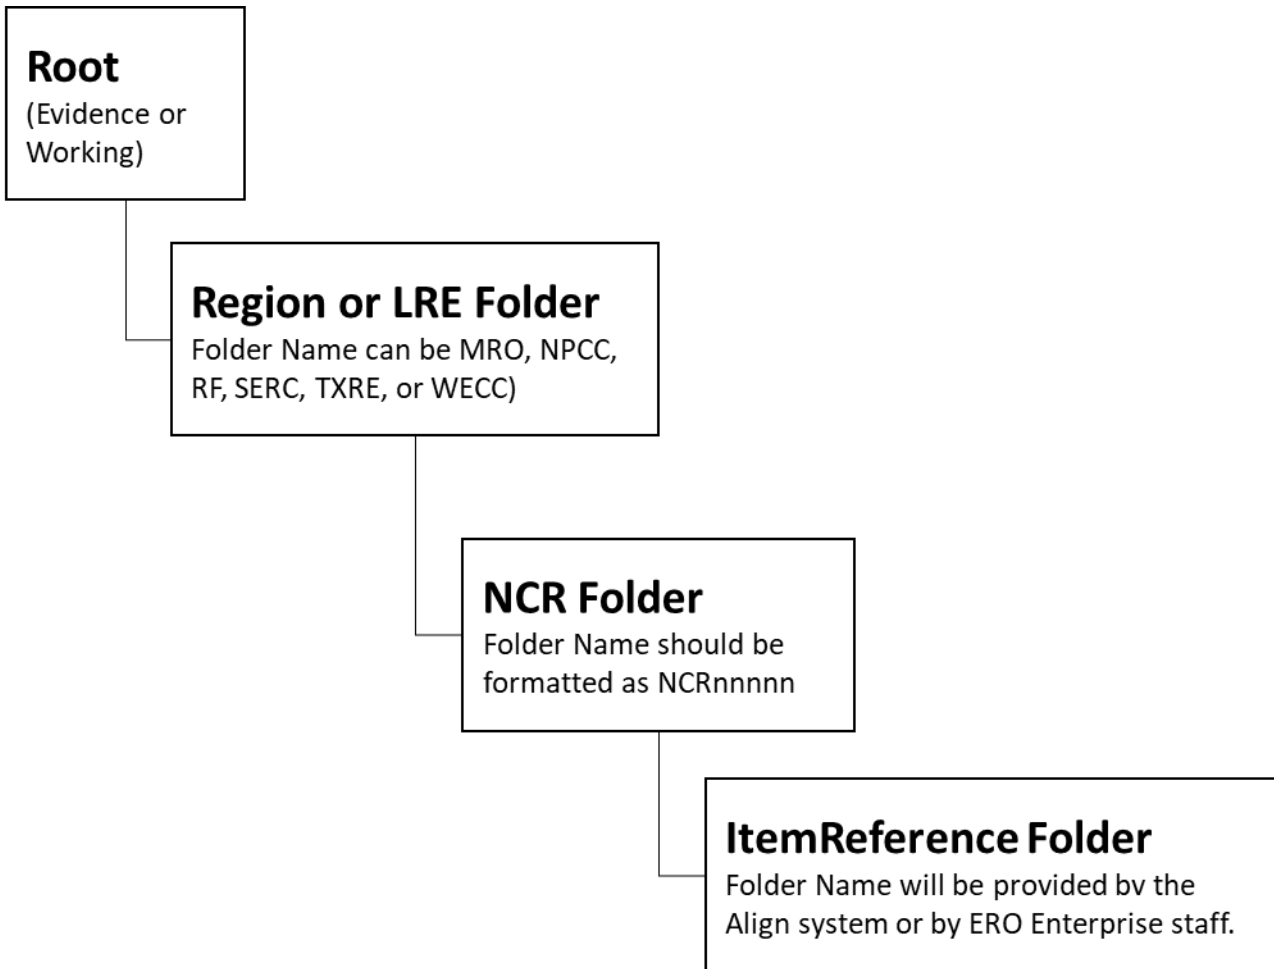 Root
(Evidence or
Working)
Region or LRE Folder
Folder Name can be MRO, NPCC,
RF, SERC, TXRE, or WECC)
NCR Folder
Folder Name should be
formatted as NCRnnnnn
ItemReference Folder
Folder Name will be provided by the
Align system or by ERO Enterprise staff.